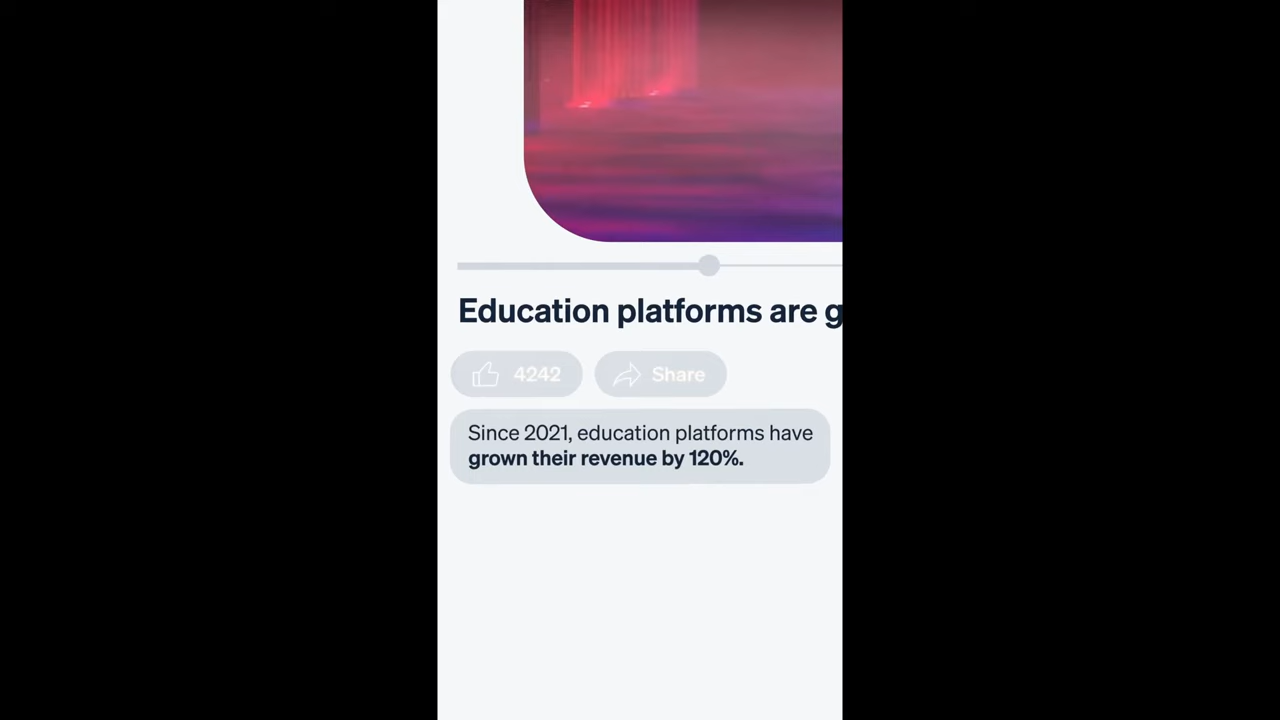 Education platforms are g
4242
Share
Since 2021, education platforms have
grown their revenue by 120%.